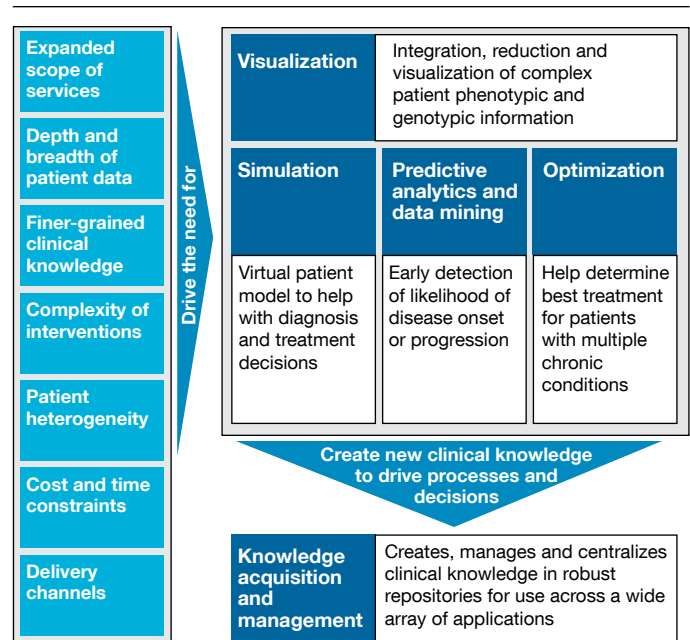 Expanded
scope of
services
Depth and
breadth of
patient data
Finer-grained
clinical
knowledge
Complexity of
interventions
Patient
heterogeneity
Cost and time
constraints
Delivery
channels
Drive the need for
Visualization
Integration, reduction and
visualization of complex
patient phenotypic and
genotypic information
Simulation
Virtual patient
model to help
with diagnosis
and treatment
decisions
Predictive
analytics and
data mining
Early detection
of likelihood of
disease onset
or progression
Optimization
Help determine
best treatment
for patients
with multiple
chronic
conditions
Create new clinical knowledge
to drive processes and
decisions
Knowledge
acquisition
and
management
Creates, manages and centralizes
clinical knowledge in robust
repositories for use across a wide
array of applications